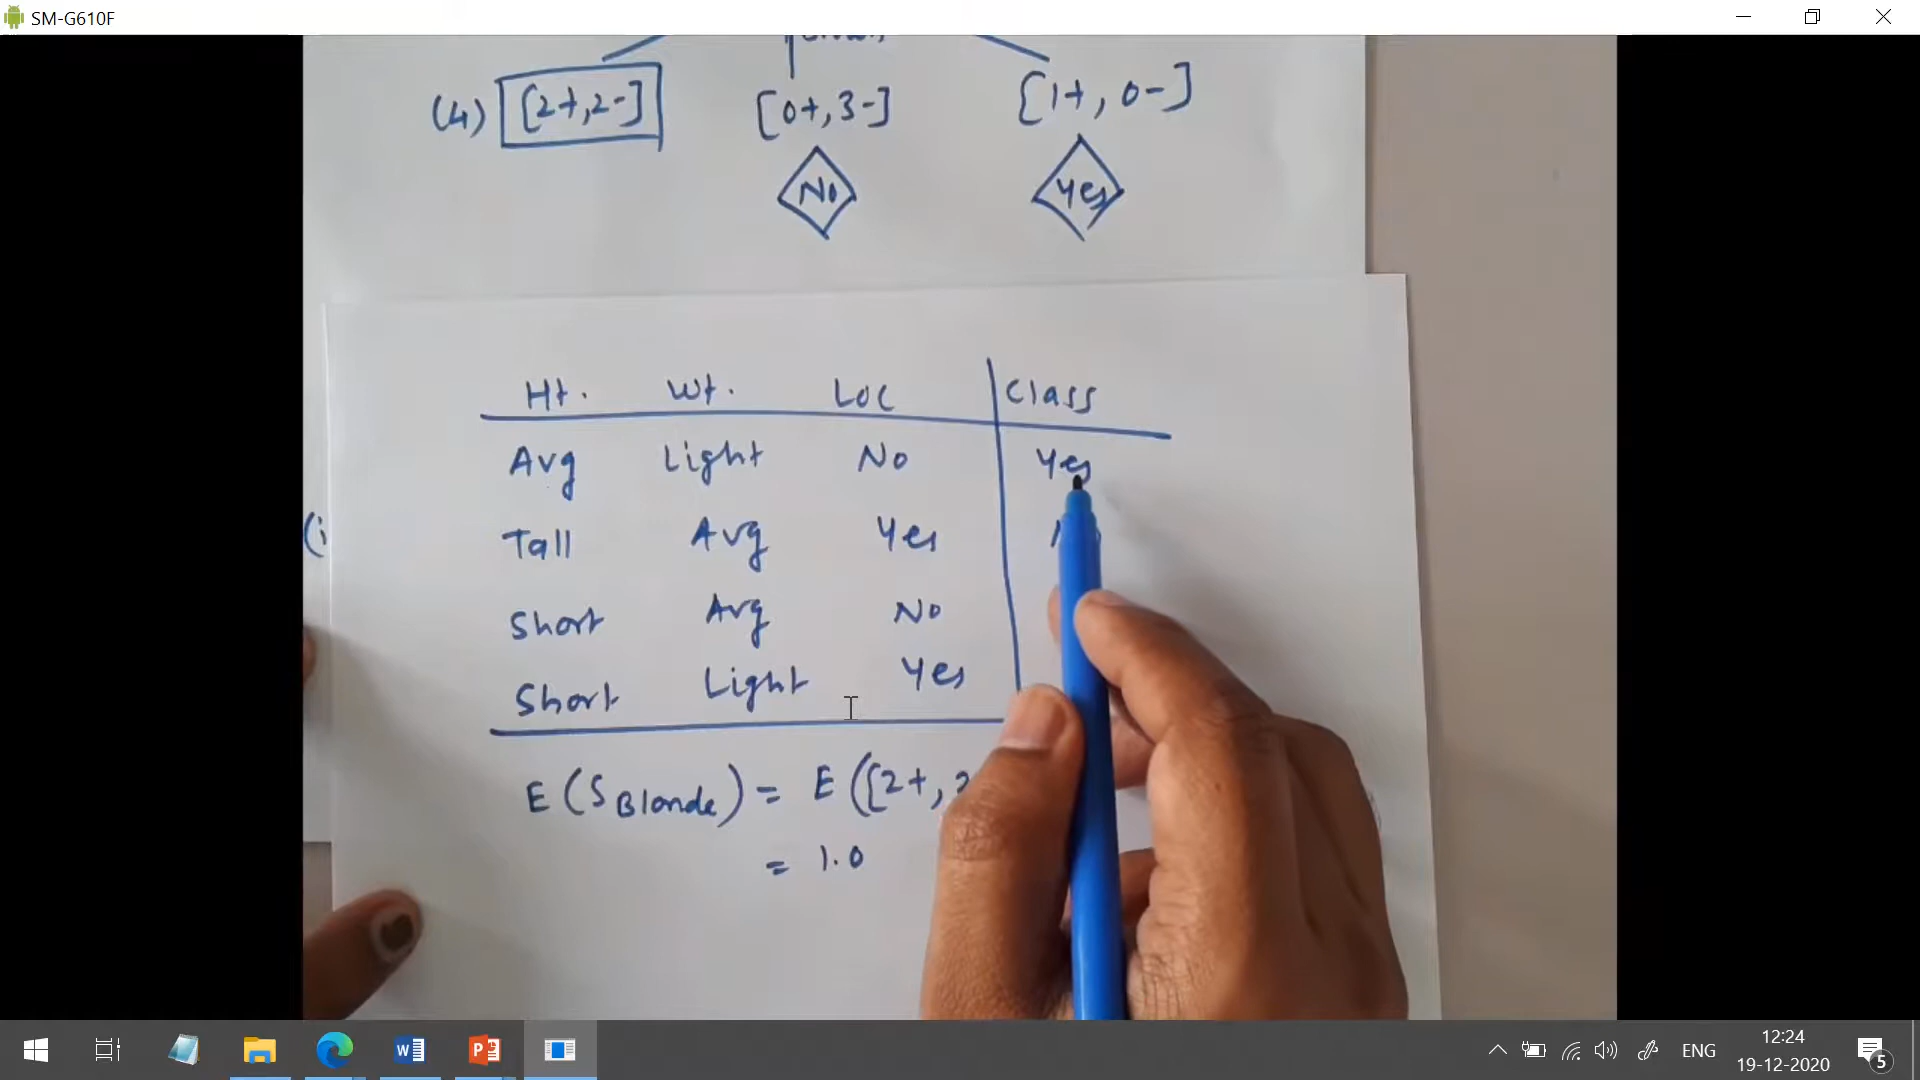 SM-G610F
(4) [2+,2-] [0+,3-] [1+,0-]
No Yes
Ht. Wt. Loc Class
Avg Light No Yes
Tall Avg Yes
Short Avg No
Short Light Yes
E(S Blonde) = E([2+,
= 1.0
ENG
12:24
19-12-2020
5